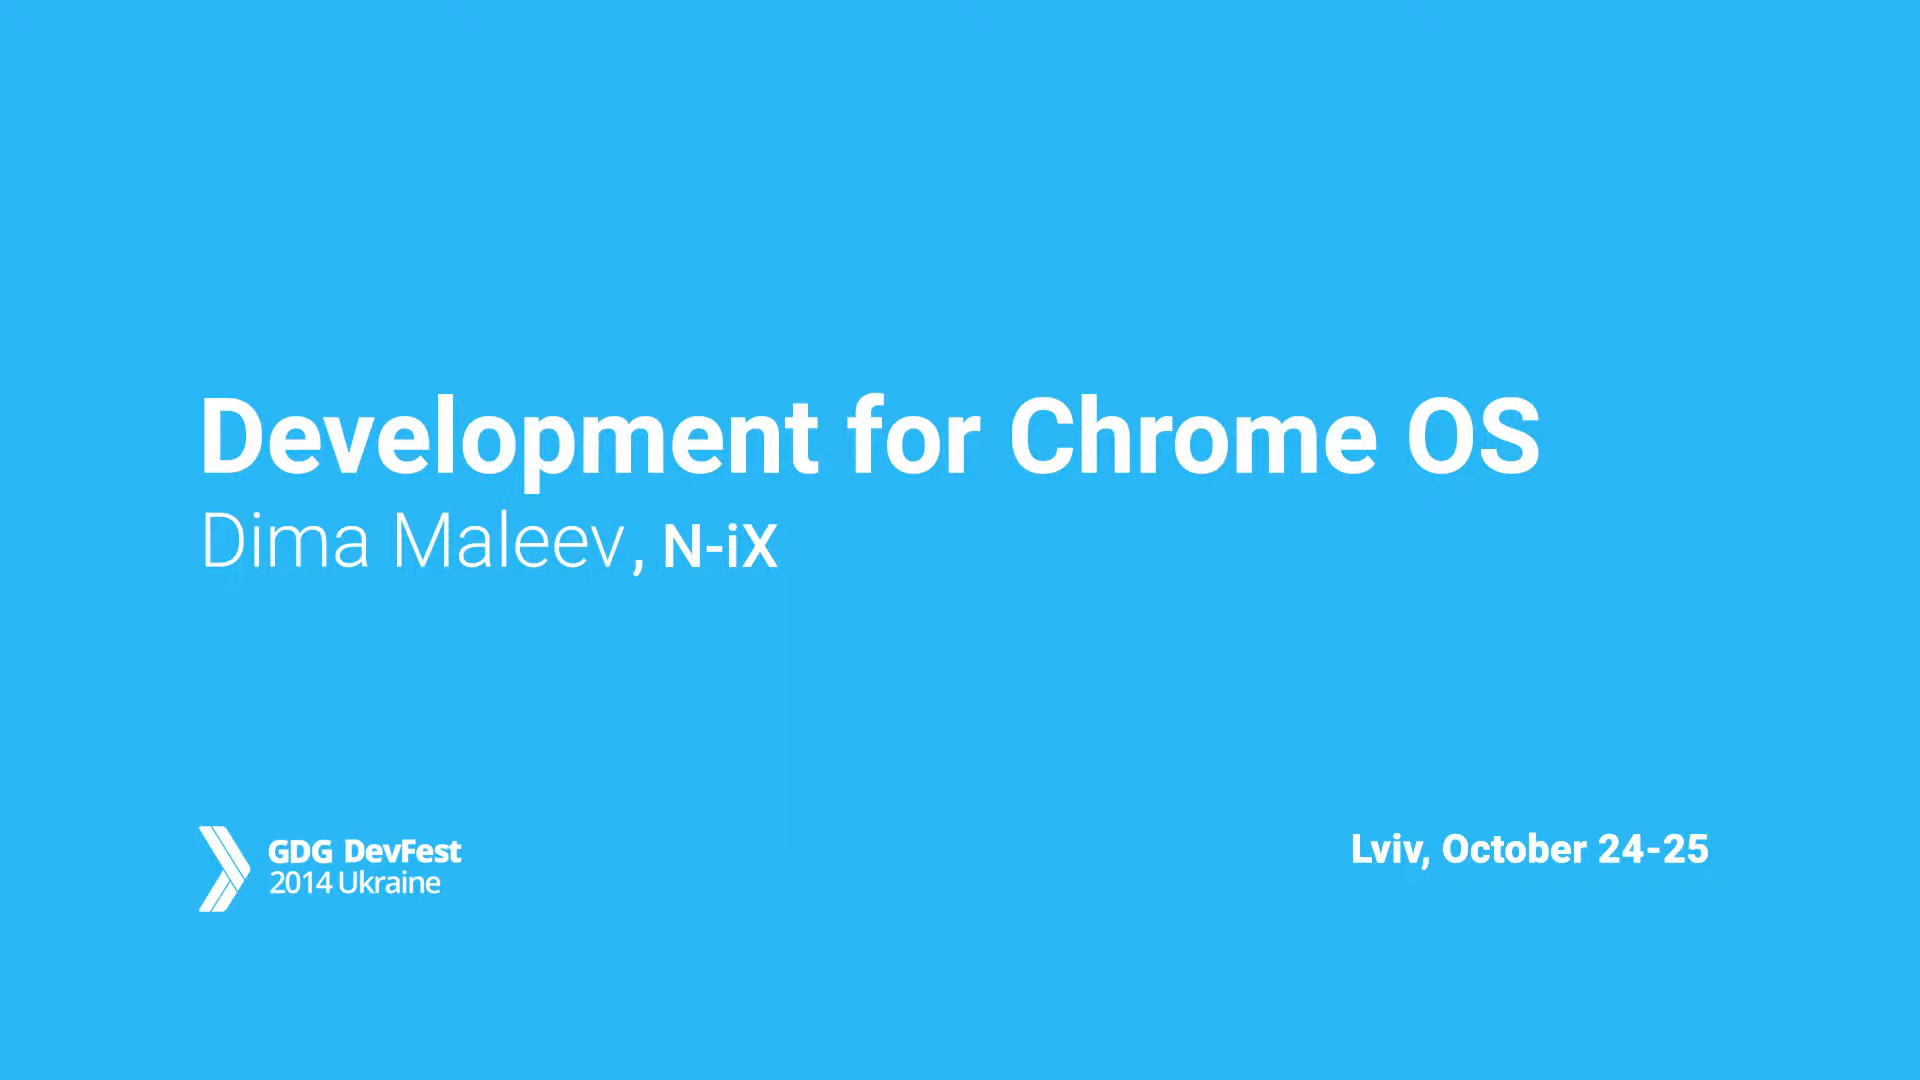 Development for Chrome OS
Dima Maleev, N-iX
GDG DevFest
2014 Ukraine
Lviv, October 24-25